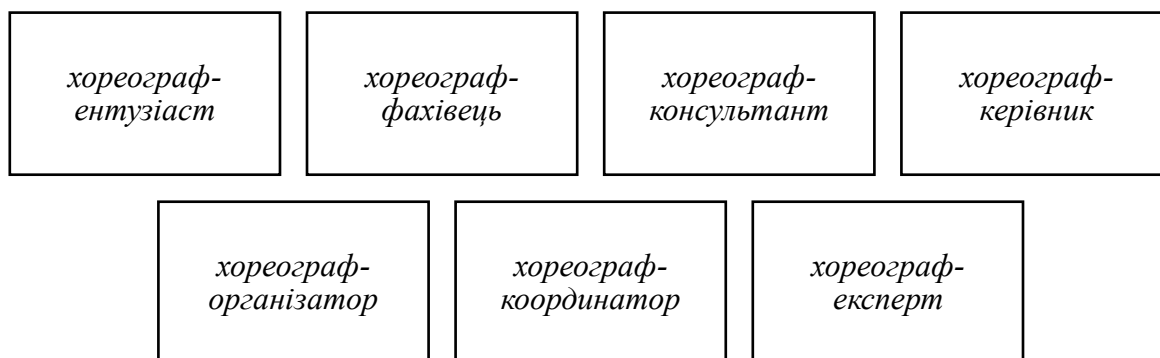 хореограф-
ентузіаст
хореограф-
фахівець
хореограф-
консультант
хореограф-
керівник
хореограф-
організатор
хореограф-
координатор
хореограф-
експерт